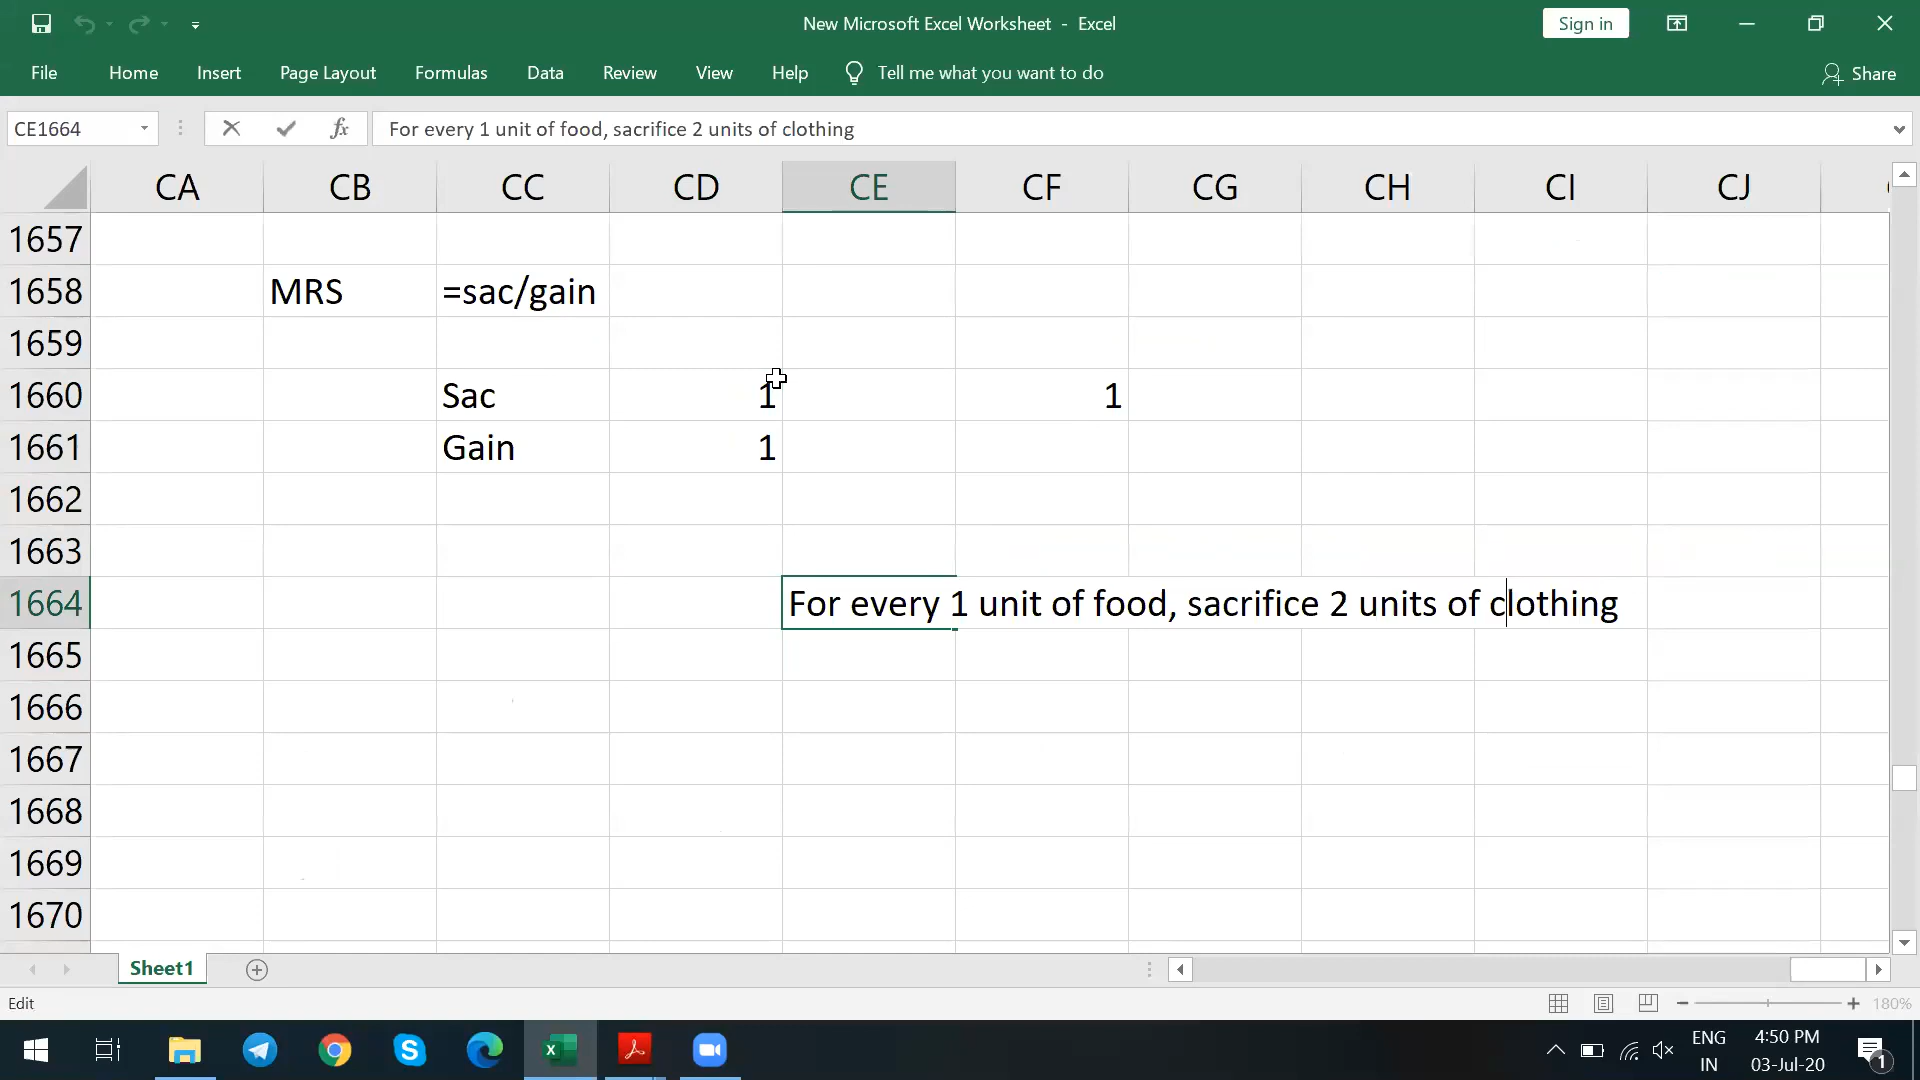 New Microsoft Excel Worksheet - Excel
Sign in
File Home Insert Page Layout Formulas Data Review View Help Tell me what you want to do Share
CE1664 fx For every 1 unit of food, sacrifice 2 units of clothing
CA CB CC CD CE CF CG CH CI CJ
1657
1658 MRS =sac/gain
1659
1660 Sac 1 1
1661 Gain 1
1662
1663
1664 For every 1 unit of food, sacrifice 2 units of clothing
1665
1666
1667
1668
1669
1670
Sheet1
Edit 180%
ENG 4:50 PM
IN 03-Jul-20 1